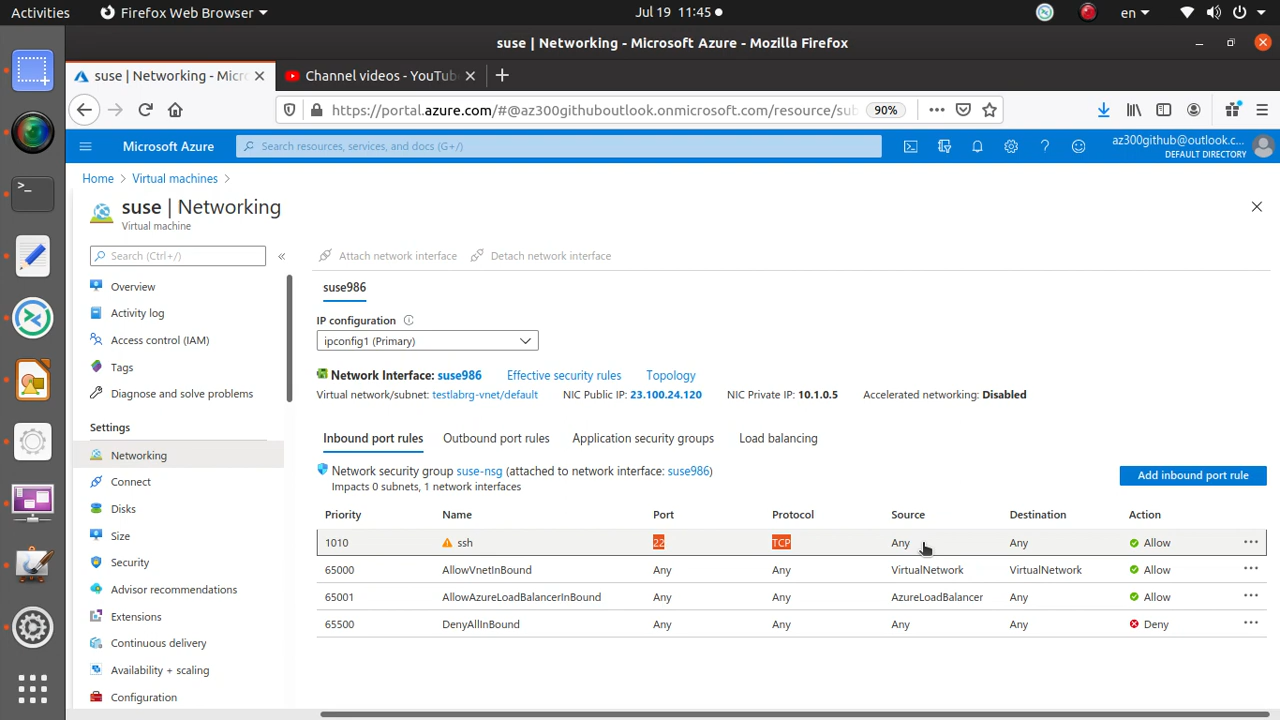 Activities Firefox Web Browser Jul 19 11:45 en
suse | Networking - Microsoft Azure - Mozilla Firefox
suse | Networking - Micro Channel videos - YouTub
https://portal.azure.com/#@az300githuboutlook.onmicrosoft.com/resource/sub 90%
Microsoft Azure Search resources, services, and docs (G+/) az300github@outlook.c...
DEFAULT DIRECTORY
Home > Virtual machines >
suse | Networking
Virtual machine
Search (Ctrl+/) « Attach network interface Detach network interface
Overview
Activity log
Access control (IAM)
Tags
Diagnose and solve problems
Settings
Networking
Connect
Disks
Size
Security
Advisor recommendations
Extensions
Continuous delivery
Availability + scaling
Configuration
suse986
IP configuration
ipconfig1 (Primary)
Network Interface: suse986 Effective security rules Topology
Virtual network/subnet: testlabrg-vnet/default NIC Public IP: 23.100.24.120 NIC Private IP: 10.1.0.5 Accelerated networking: Disabled
Inbound port rules Outbound port rules Application security groups Load balancing
Network security group suse-nsg (attached to network interface: suse986)
Impacts 0 subnets, 1 network interfaces
Add inbound port rule
Priority Name Port Protocol Source Destination Action
1010 ssh 22 TCP Any Any Allow ...
65000 AllowVnetInBound Any Any VirtualNetwork VirtualNetwork Allow ...
65001 AllowAzureLoadBalancerInBound Any Any AzureLoadBalancer Any Allow ...
65500 DenyAllInBound Any Any Any Any Deny ...